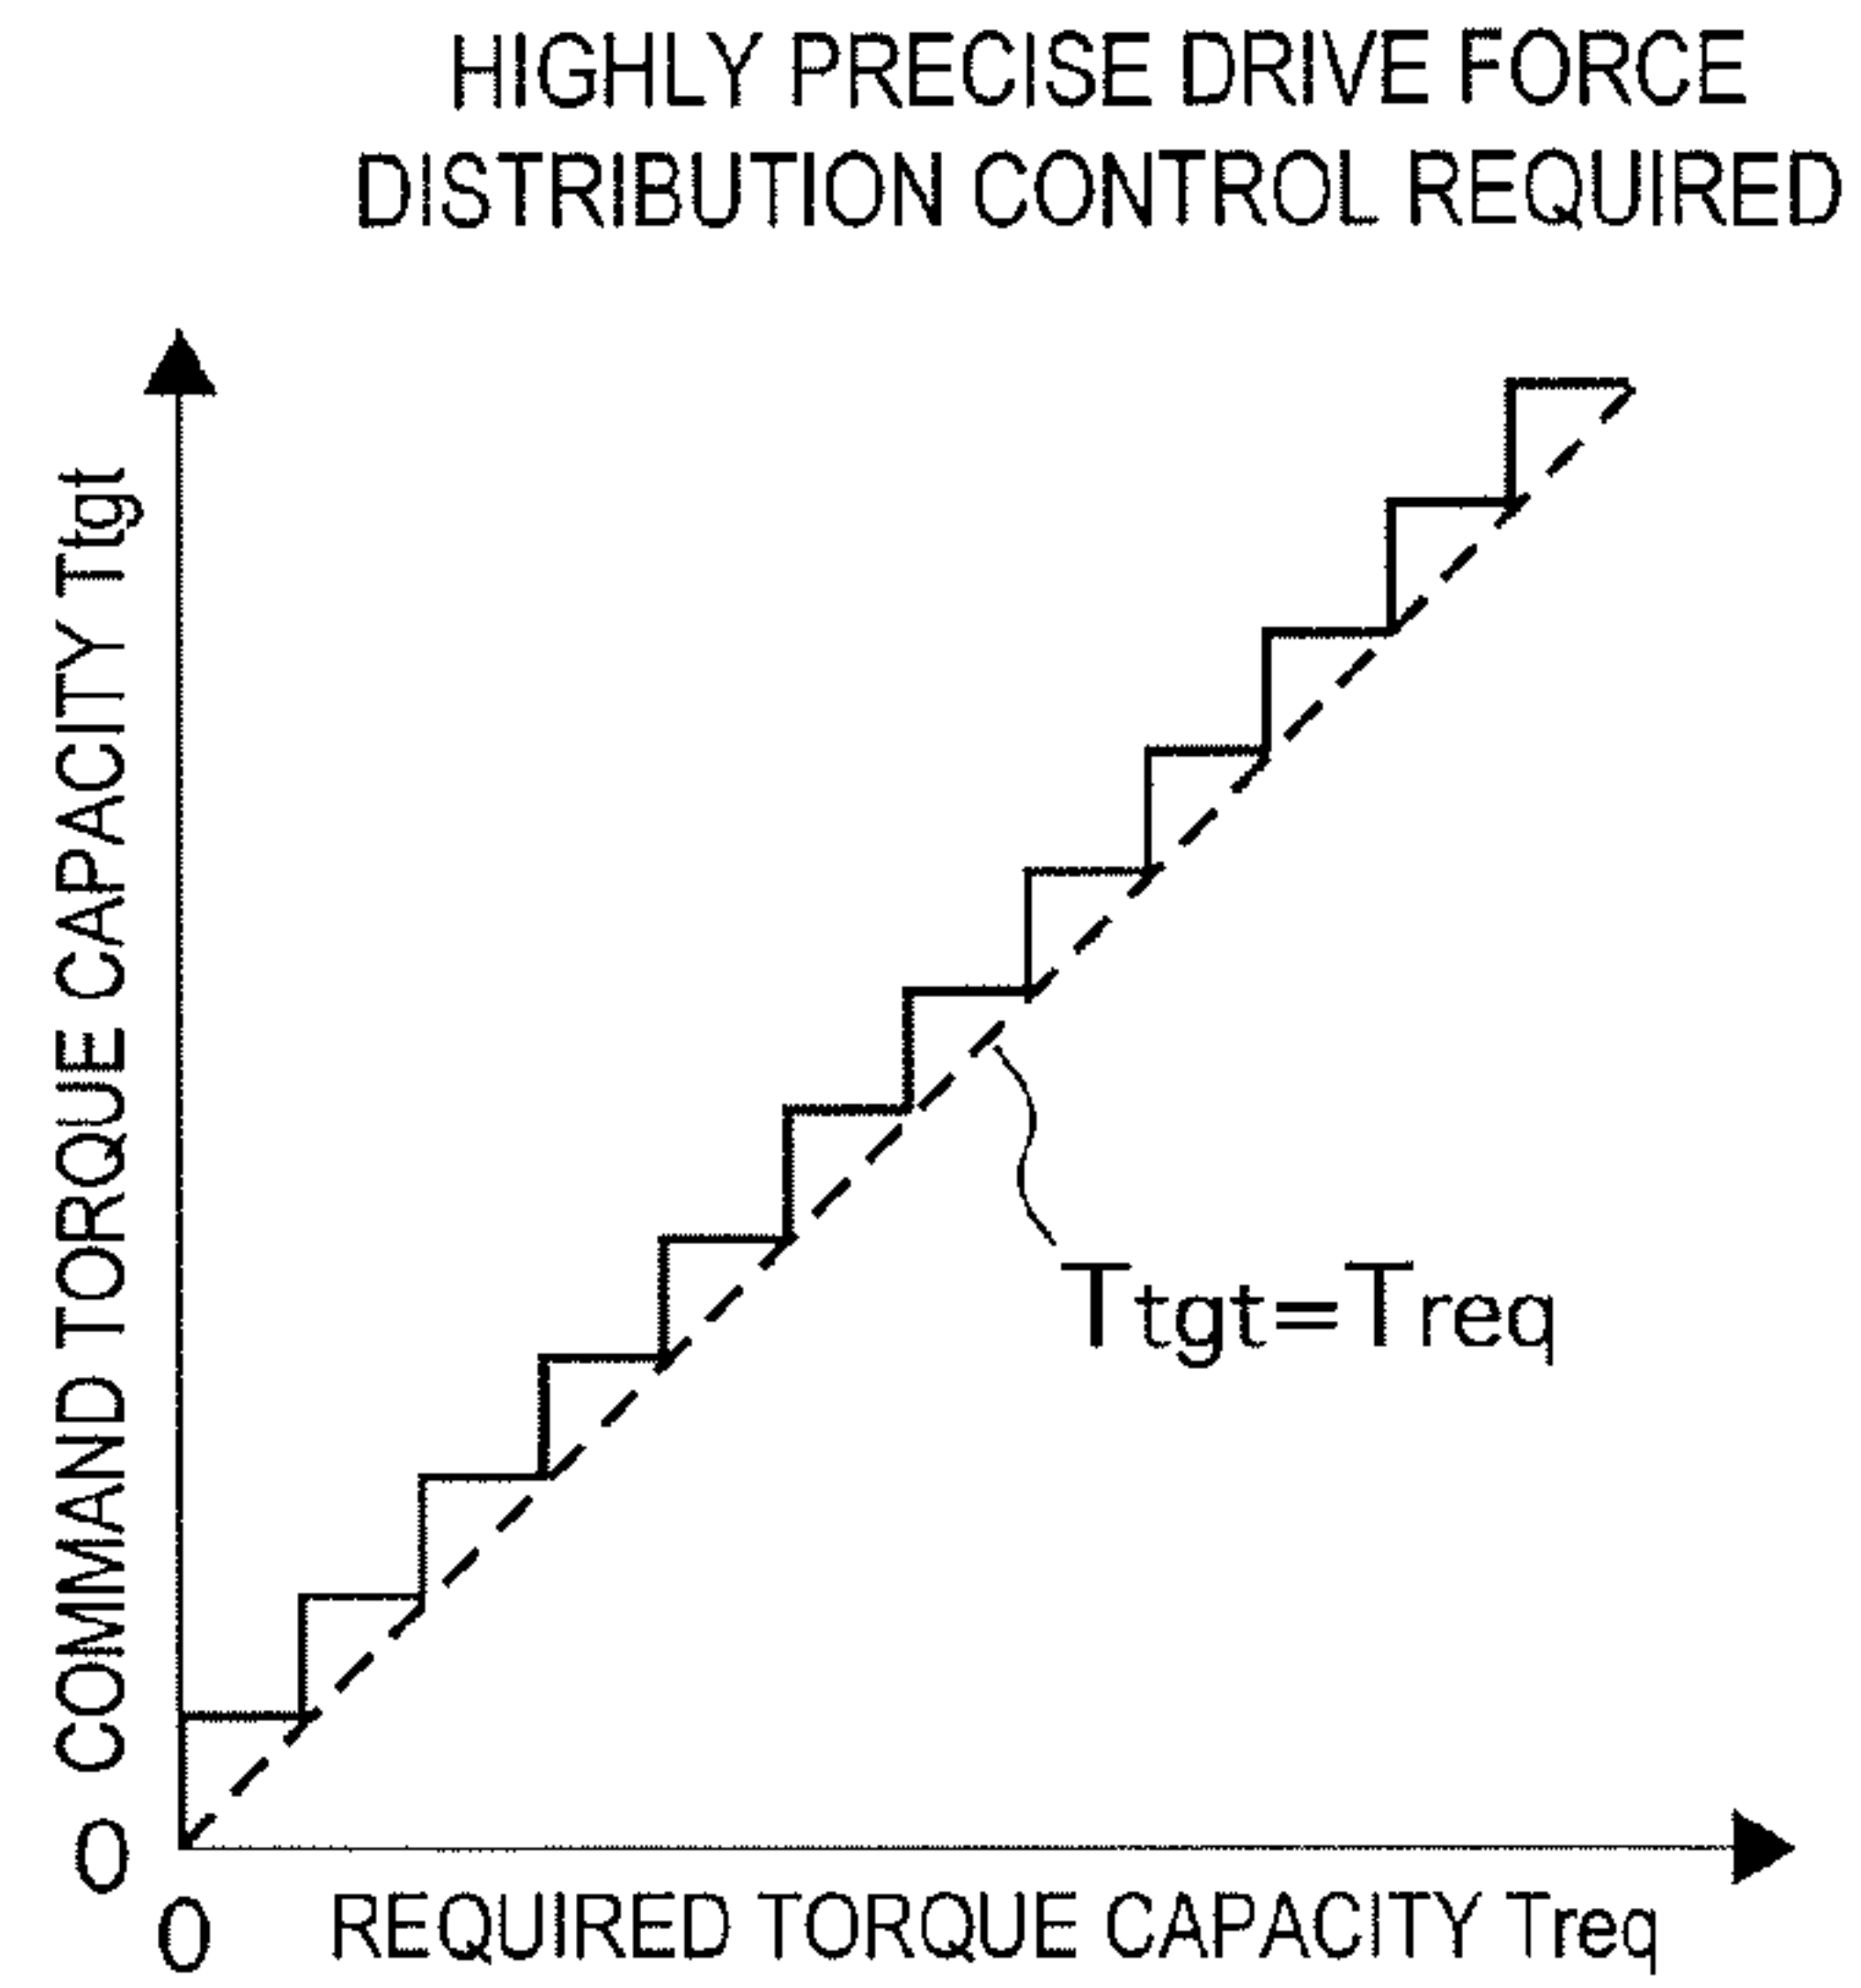 HIGHLY PRECISE DRIVE FORCE
DISTRIBUTION CONTROL REQUIRED
COMMAND TORQUE CAPACITY Ttgt
Ttgt=Treq
0
0
REQUIRED TORQUE CAPACITY Treq